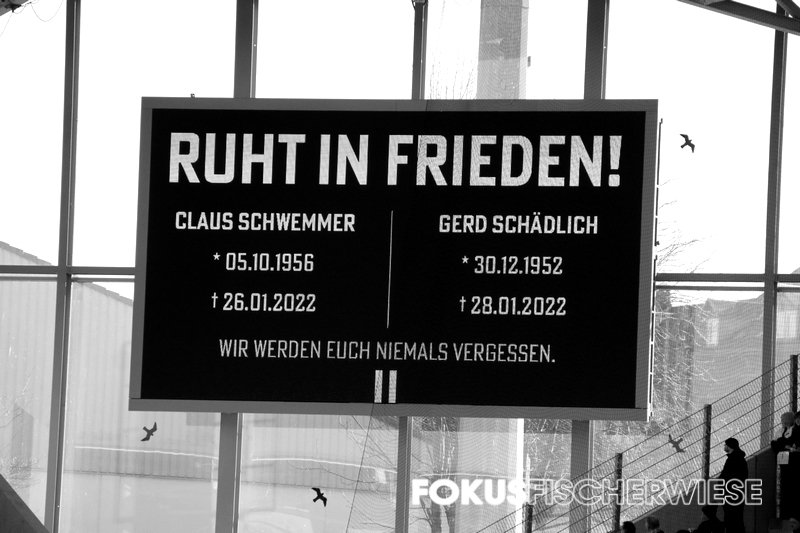 RUHT IN FRIEDEN!
CLAUS SCHWEMMER
* 05.10.1956
† 26.01.2022
GERD SCHÄDLICH
* 30.12.1952
† 28.01.2022
WIR WERDEN EUCH NIEMALS VERGESSEN.
FOKUSFISCHERWIESE